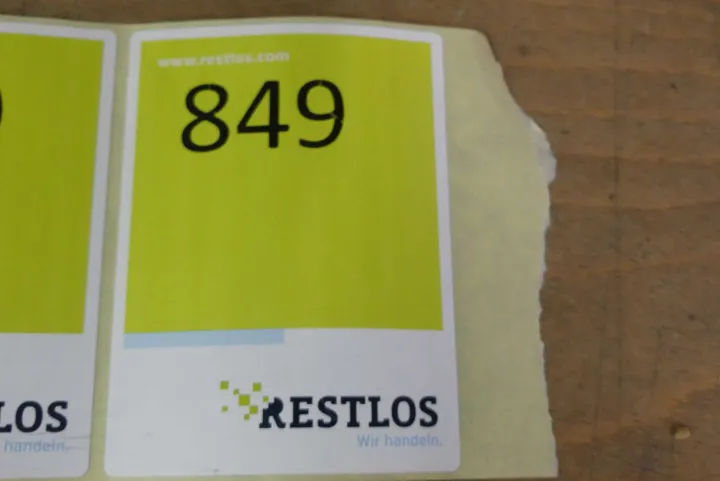 www.restlos.com
849
RESTLOS
Wir handeln.
LOS
handeln.